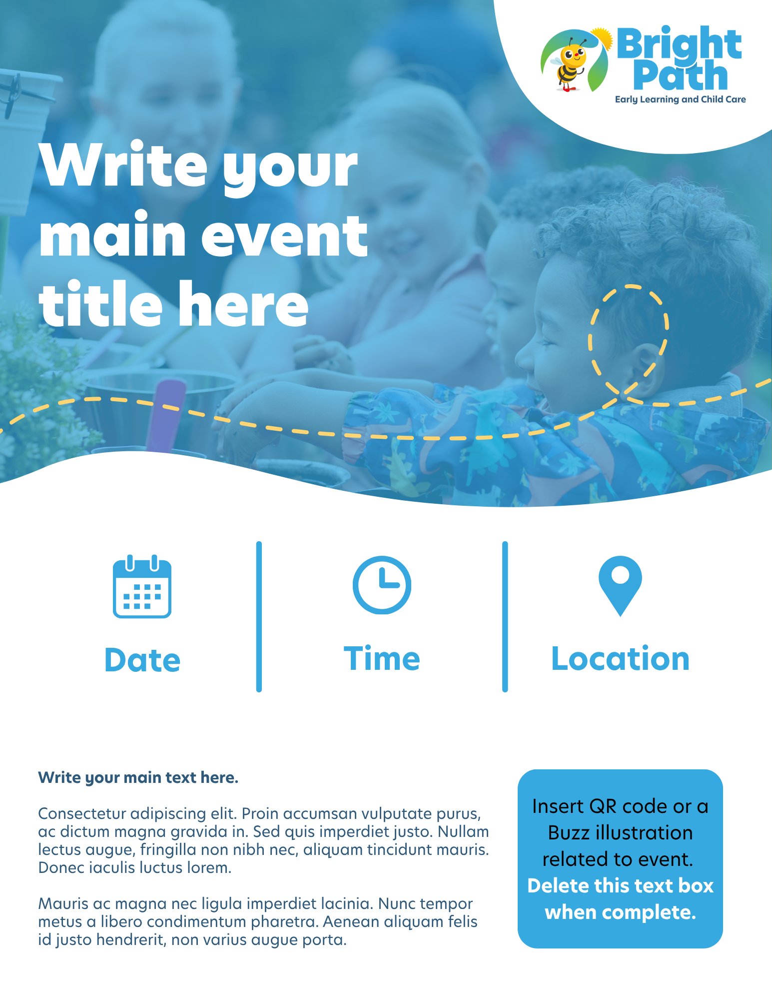 Bright
Path
Early Learning and Child Care
Write your
main event
title here
Date
Time
Location
Write your main text here.
Consectetur adipiscing elit. Proin accumsan vulputate purus,
ac dictum magna gravida in. Sed quis imperdiet justo. Nullam
lectus augue, fringilla non nibh nec, aliquam tincidunt mauris.
Donec iaculis luctus lorem.
Mauris ac magna nec ligula imperdiet lacinia. Nunc tempor
metus a libero condimentum pharetra. Aenean aliquam felis
id justo hendrerit, non varius augue porta.
Insert QR code or a
Buzz illustration
related to event.
Delete this text box
when complete.